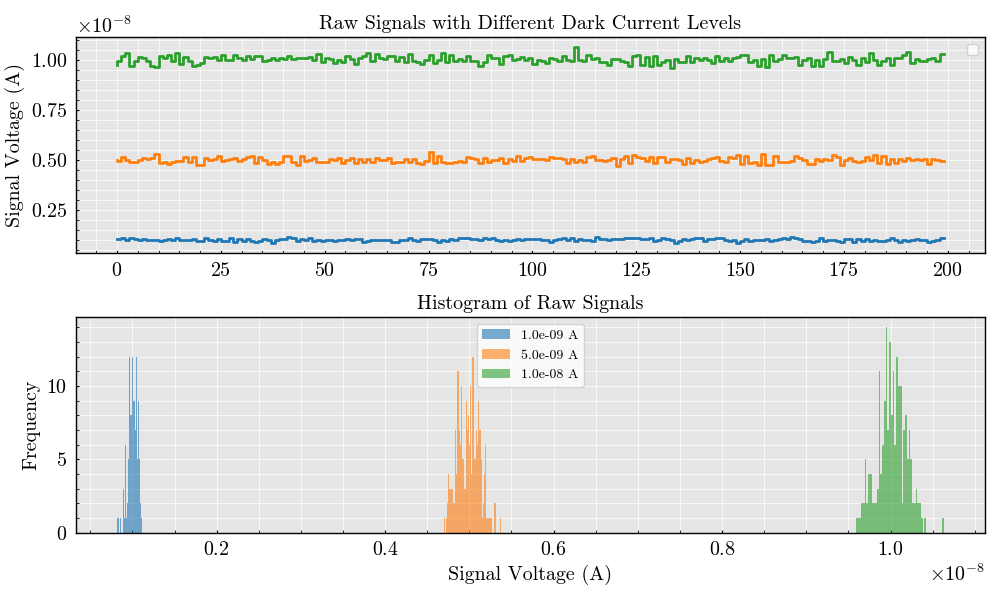 Raw Signals with Different Dark Current Levels
×10⁻⁸
Signal Voltage (A)
1.00
0.75
0.50
0.25
0 25 50 75 100 125 150 175 200
Histogram of Raw Signals
1.0e-09 A
5.0e-09 A
1.0e-08 A
Frequency
10
5
0
0.2 0.4 0.6 0.8 1.0
×10⁻⁸
Signal Voltage (A)